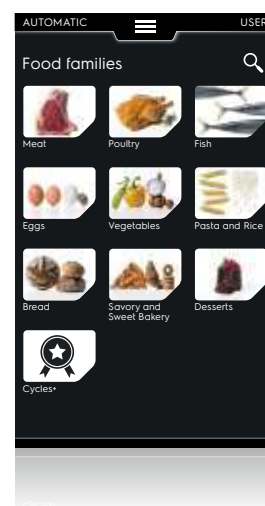 AUTOMATIC USER
Food families
Meat Poultry Fish
Eggs Vegetables Pasta and Rice
Bread Savory and Sweet Bakery Desserts
Cycles+